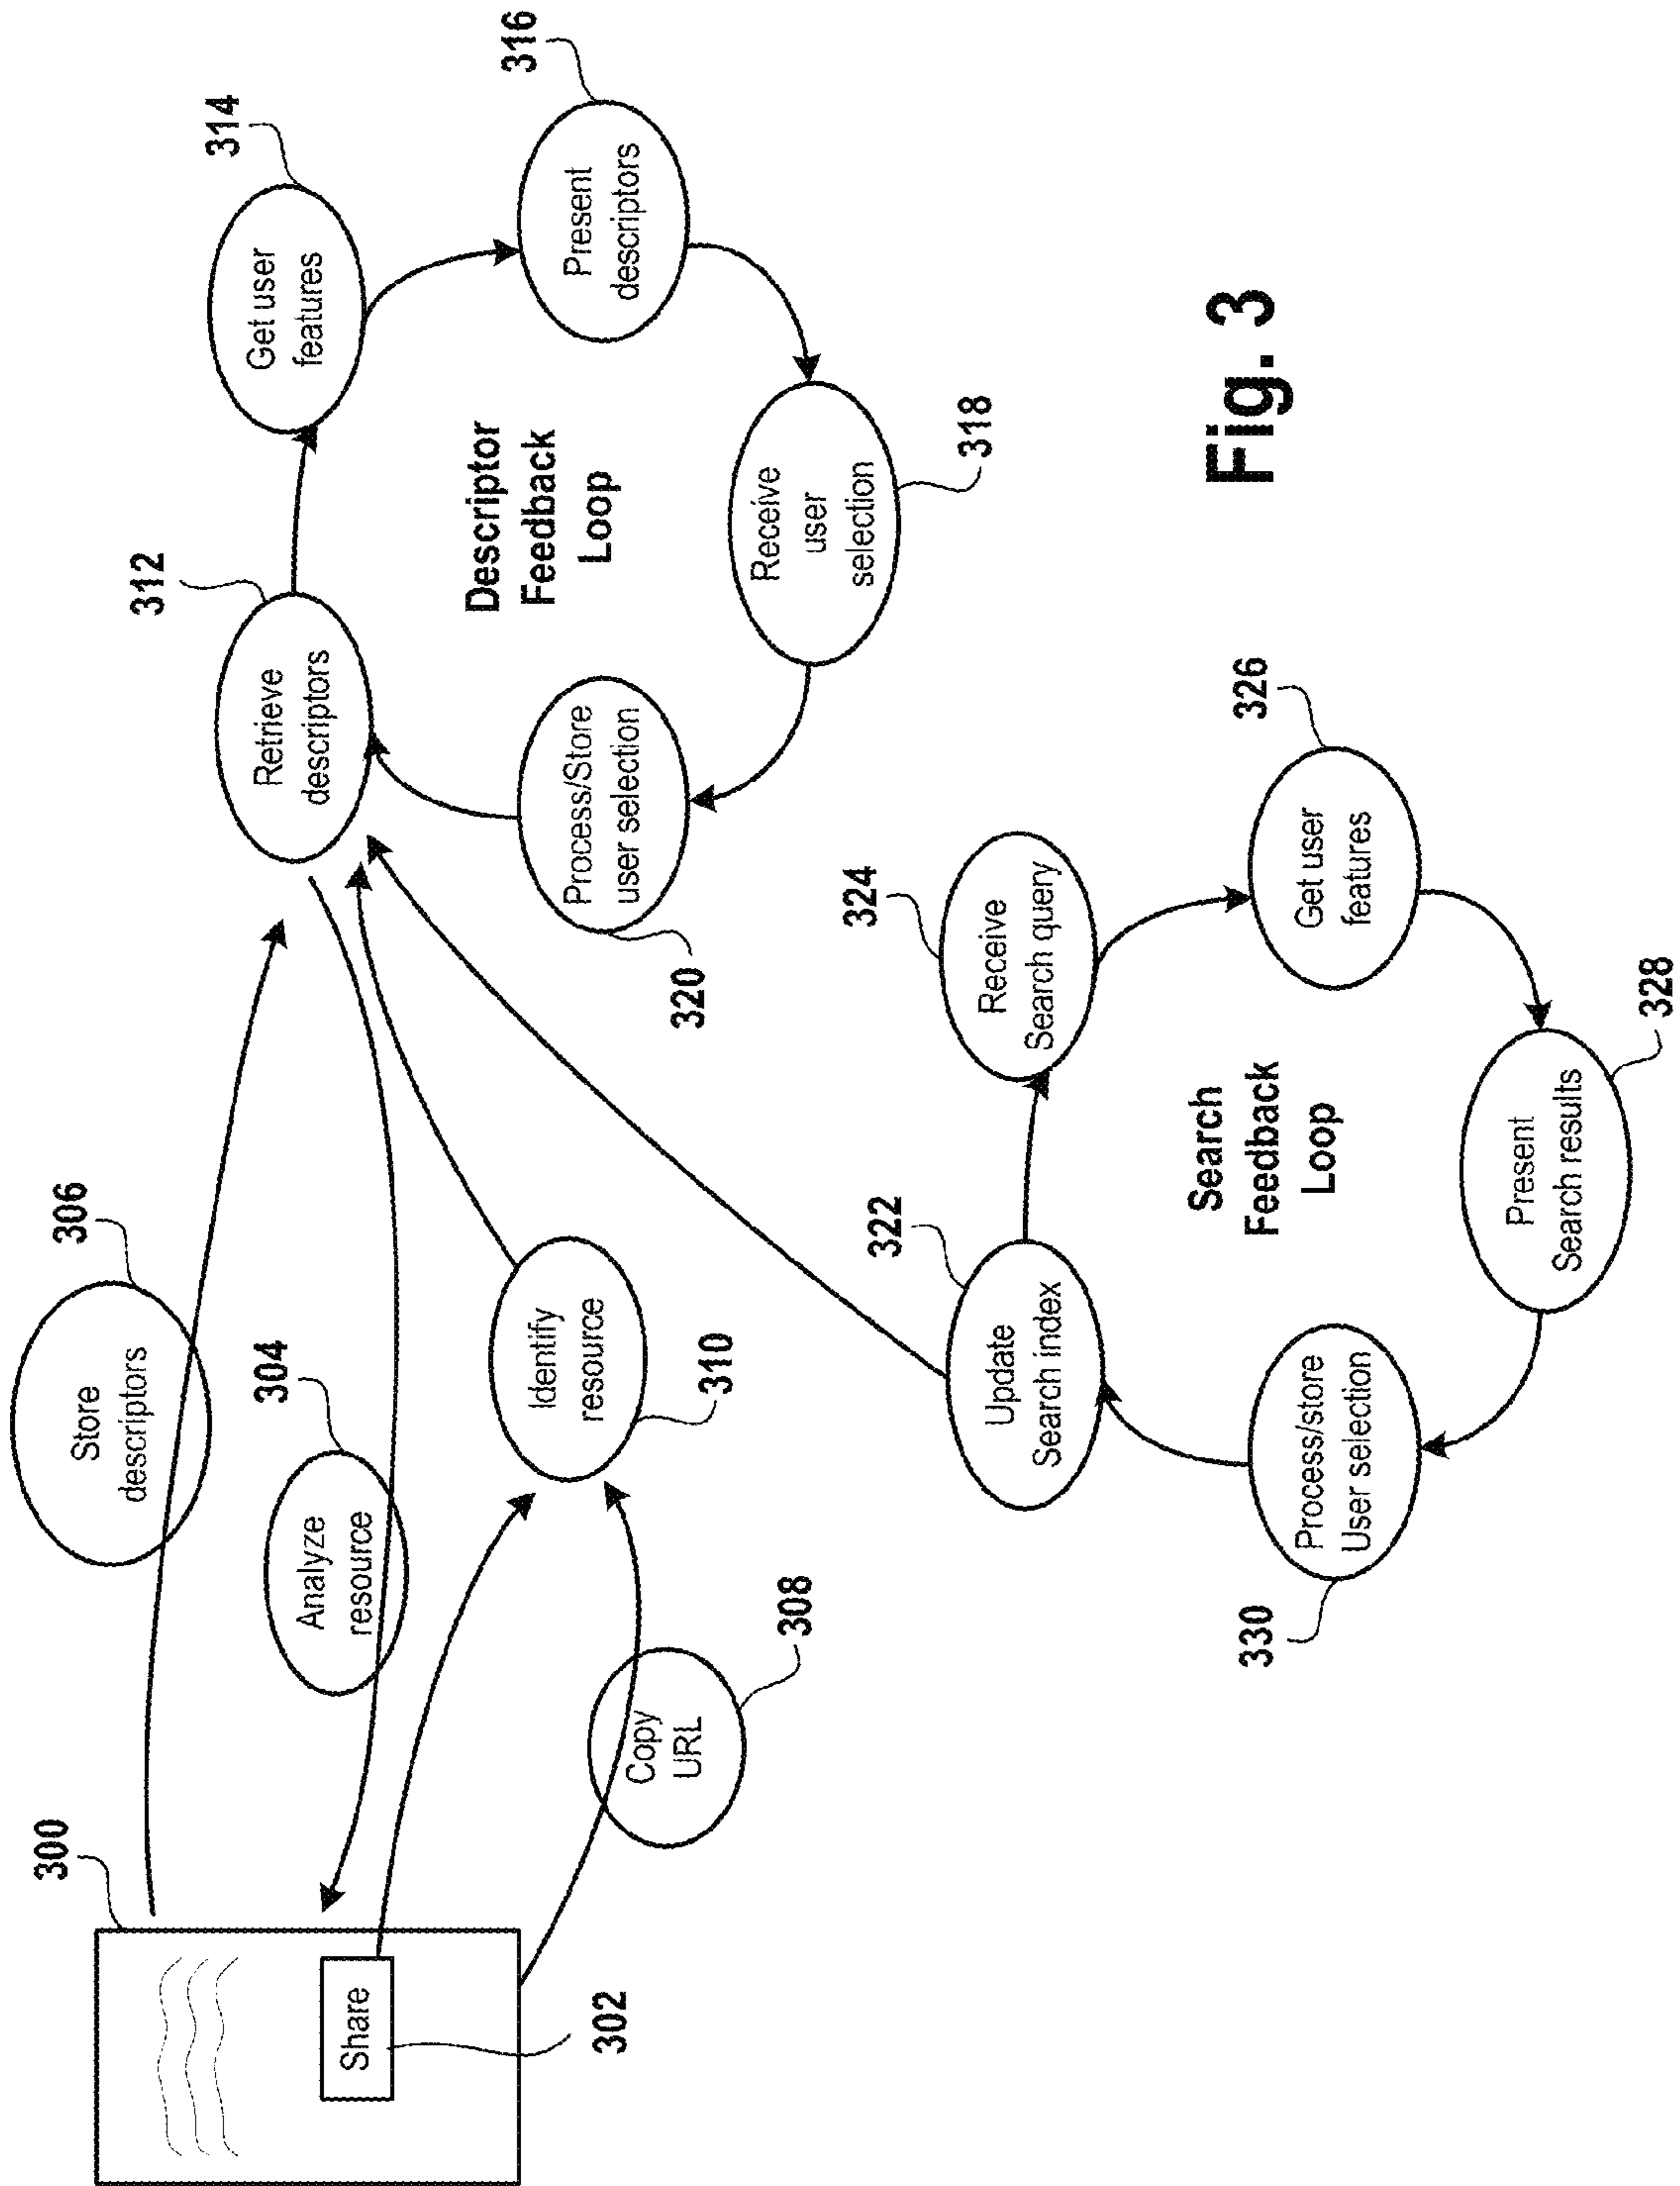 300
Share
302
Store
descriptors
306
Analyze
resource
304
Copy
URL
308
Identify
resource
310
Retrieve
descriptors
312
Get user
features
314
Present
descriptors
316
Receive
user
selection
318
Process/Store
user selection
320
Descriptor
Feedback
Loop
Update
Search index
322
Receive
Search query
324
Get user
features
326
Present
Search results
328
Process/store
User selection
330
Search
Feedback
Loop
Fig. 3